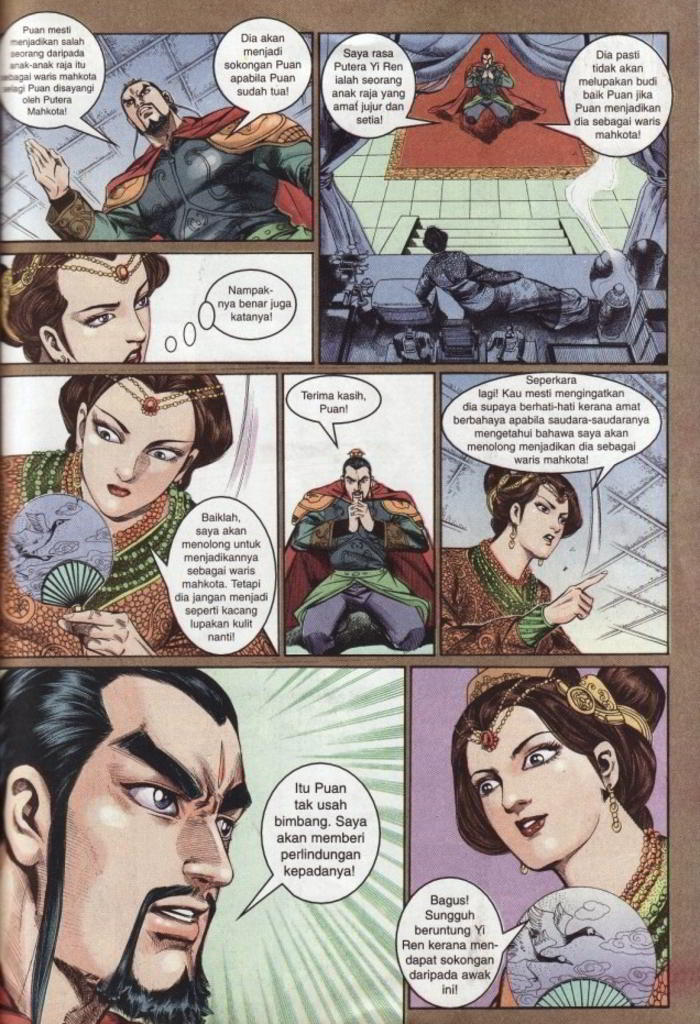 Puan mesti
menjadikan salah
seorang daripada
anak-anak raja itu
sebagai waris mahkota
selagi Puan disayangi
oleh Putera
Mahkota!
Dia akan
menjadi
sokongan Puan
apabila Puan
sudah tua!
Saya rasa
Putera Yi Ren
ialah seorang
anak raja yang
amat jujur dan
setia!
Dia pasti
tidak akan
melupakan budi
baik Puan jika
Puan menjadikan
dia sebagai waris
mahkota!
Nampak-
nya benar juga
katanya!
Baiklah,
saya akan
menolong untuk
menjadikannya
sebagai waris
mahkota. Tetapi
dia jangan menjadi
seperti kacang
lupakan kulit
nanti!
Terima kasih,
Puan!
Seperkara
lagi! Kau mesti mengingatkan
dia supaya berhati-hati kerana amat
berbahaya apabila saudara-saudaranya
mengetahui bahawa saya akan
menolong menjadikan dia sebagai
waris mahkota!
Itu Puan
tak usah
bimbang. Saya
akan memberi
perlindungan
kepadanya!
Bagus!
Sungguh
beruntung Yi
Ren kerana men-
dapat sokongan
daripada awak
ini!